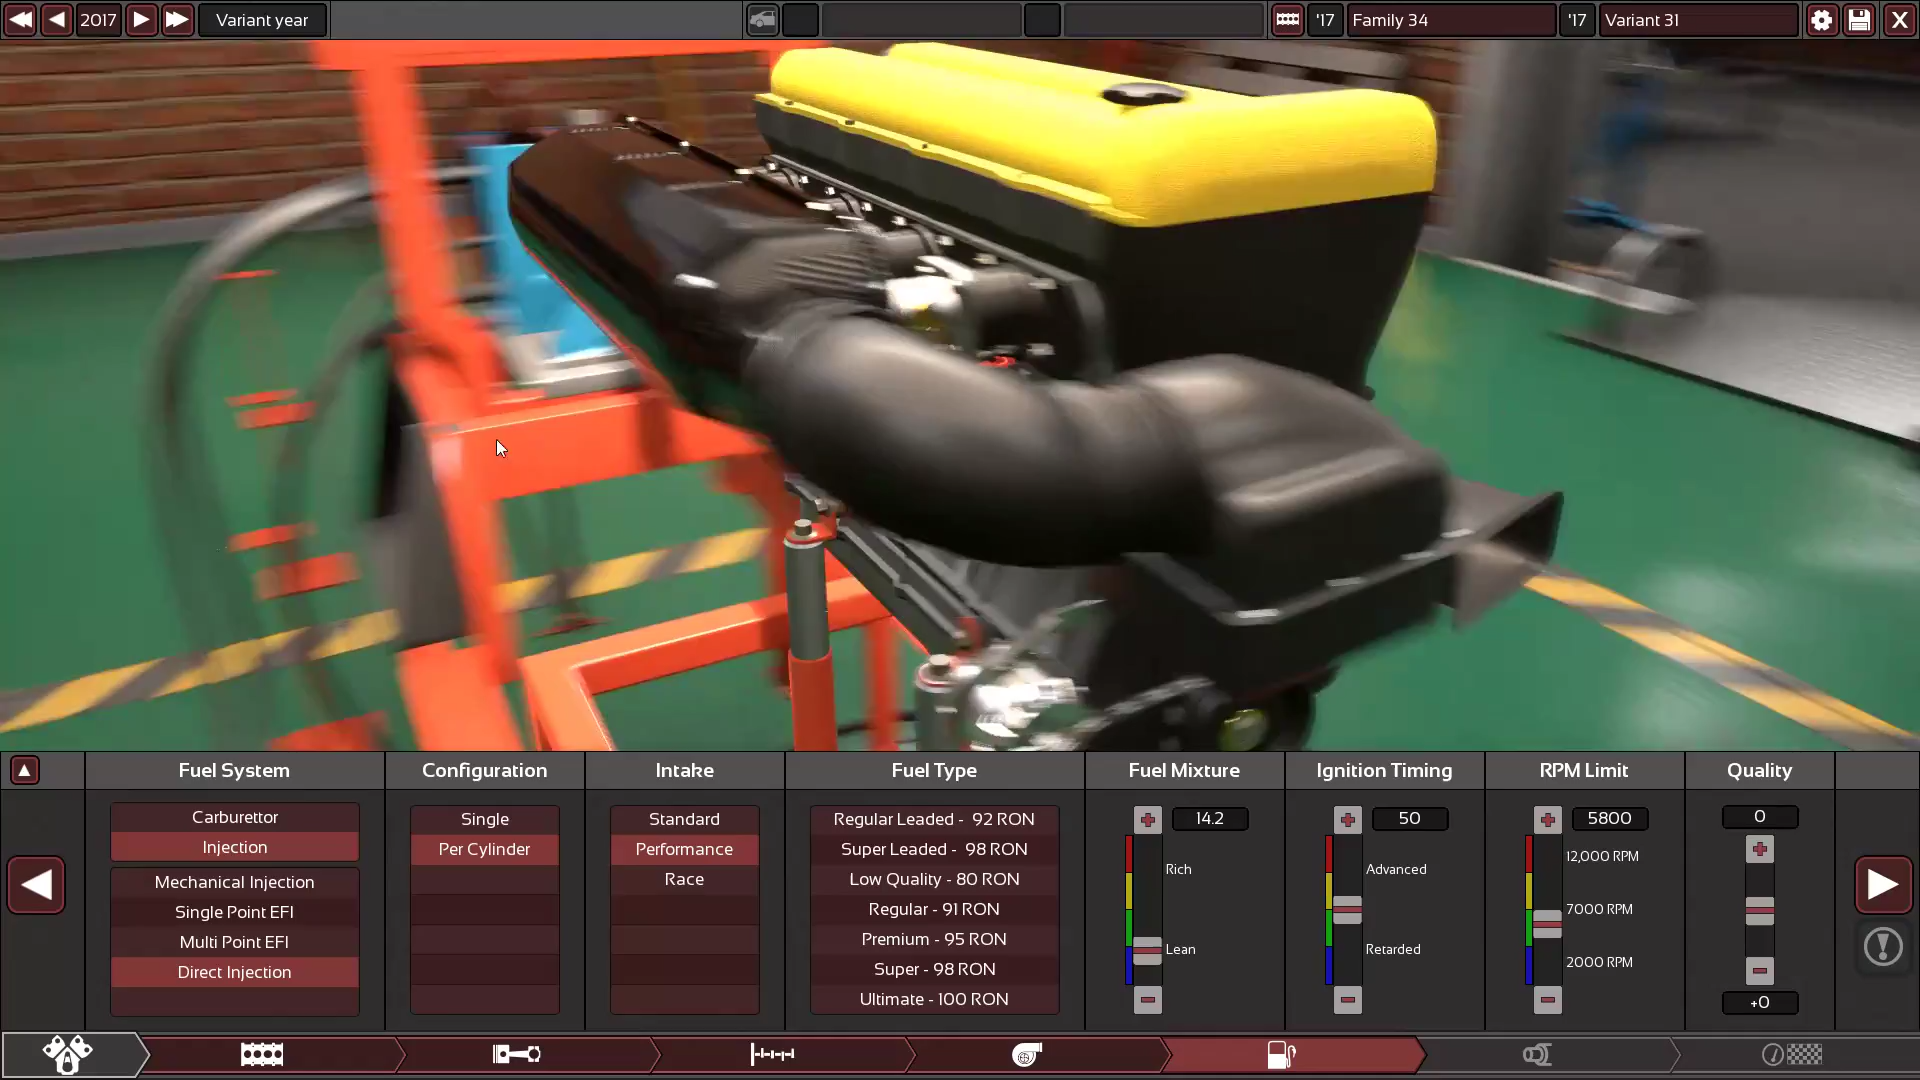 2017
Variant year
'17
Family 34
'17
Variant 31
X
Fuel System
Configuration
Intake
Fuel Type
Fuel Mixture
Ignition Timing
RPM Limit
Quality
Carburettor
Injection
Mechanical Injection
Single Point EFI
Multi Point EFI
Direct Injection
Single
Per Cylinder
Standard
Performance
Race
Regular Leaded - 92 RON
Super Leaded - 98 RON
Low Quality - 80 RON
Regular - 91 RON
Premium - 95 RON
Super - 98 RON
Ultimate - 100 RON
14.2
Rich
Lean
50
Advanced
Retarded
5800
12,000 RPM
7000 RPM
2000 RPM
0
+0